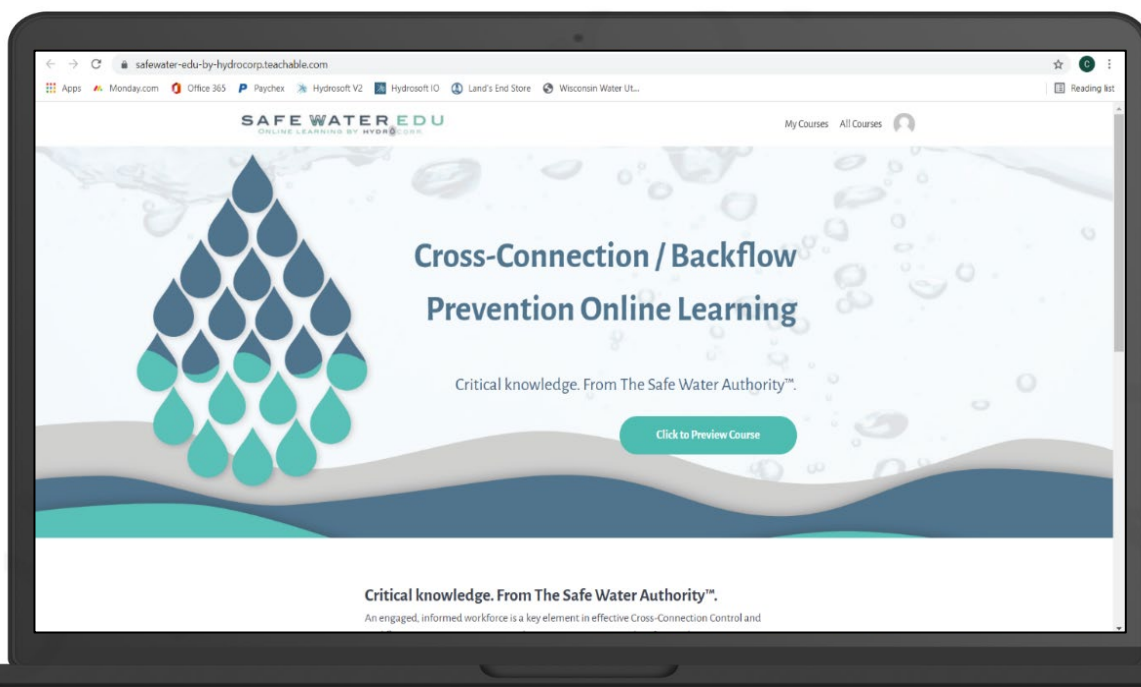 safewater-edu-by-hydrocorp.teachable.com
C
Apps Monday.com Office 365 Paychex Hydrosoft V2 Hydrosoft IO Land's End Store Wisconsin Water Ut... Reading list
SAFE WATER EDU
ONLINE LEARNING BY HYDROCORP
My Courses All Courses
Cross-Connection / Backflow
Prevention Online Learning
Critical knowledge. From The Safe Water Authority™.
Click to Preview Course
Critical knowledge. From The Safe Water Authority™.
An engaged, informed workforce is a key element in effective Cross-Connection Control and